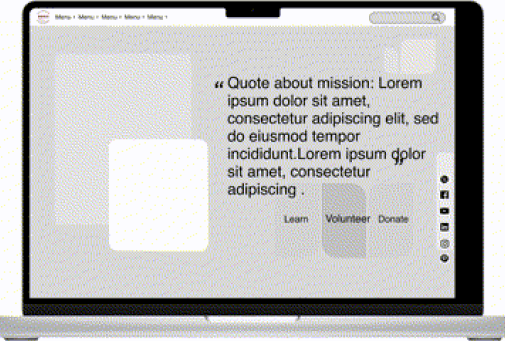 Menu Menu Menu Menu Menu
“ Quote about mission: Lorem
ipsum dolor sit amet,
consectetur adipiscing elit, sed
do eiusmod tempor
incididunt.Lorem ipsum dolor
sit amet, consectetur ”
adipiscing .
Learn Volunteer Donate